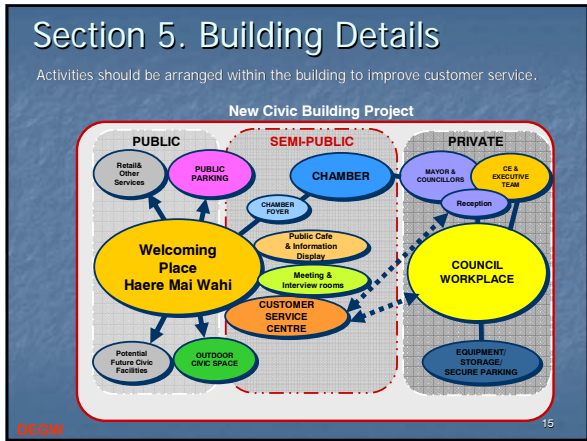 Section 5. Building Details
Activities should be arranged within the building to improve customer service.
New Civic Building Project
PUBLIC
SEMI-PUBLIC
PRIVATE
Retail&
Other
Services
PUBLIC
PARKING
CHAMBER
MAYOR &
COUNCILLORS
CE &
EXECUTIVE
TEAM
Reception
CHAMBER
FOYER
Welcoming
Place
Haere Mai Wahi
Public Cafe
& Information
Display
Meeting &
Interview rooms
CUSTOMER
SERVICE
CENTRE
COUNCIL
WORKPLACE
Potential
Future Civic
Facilities
OUTDOOR
CIVIC SPACE
EQUIPMENT/
STORAGE/
SECURE PARKING
DEGW
15